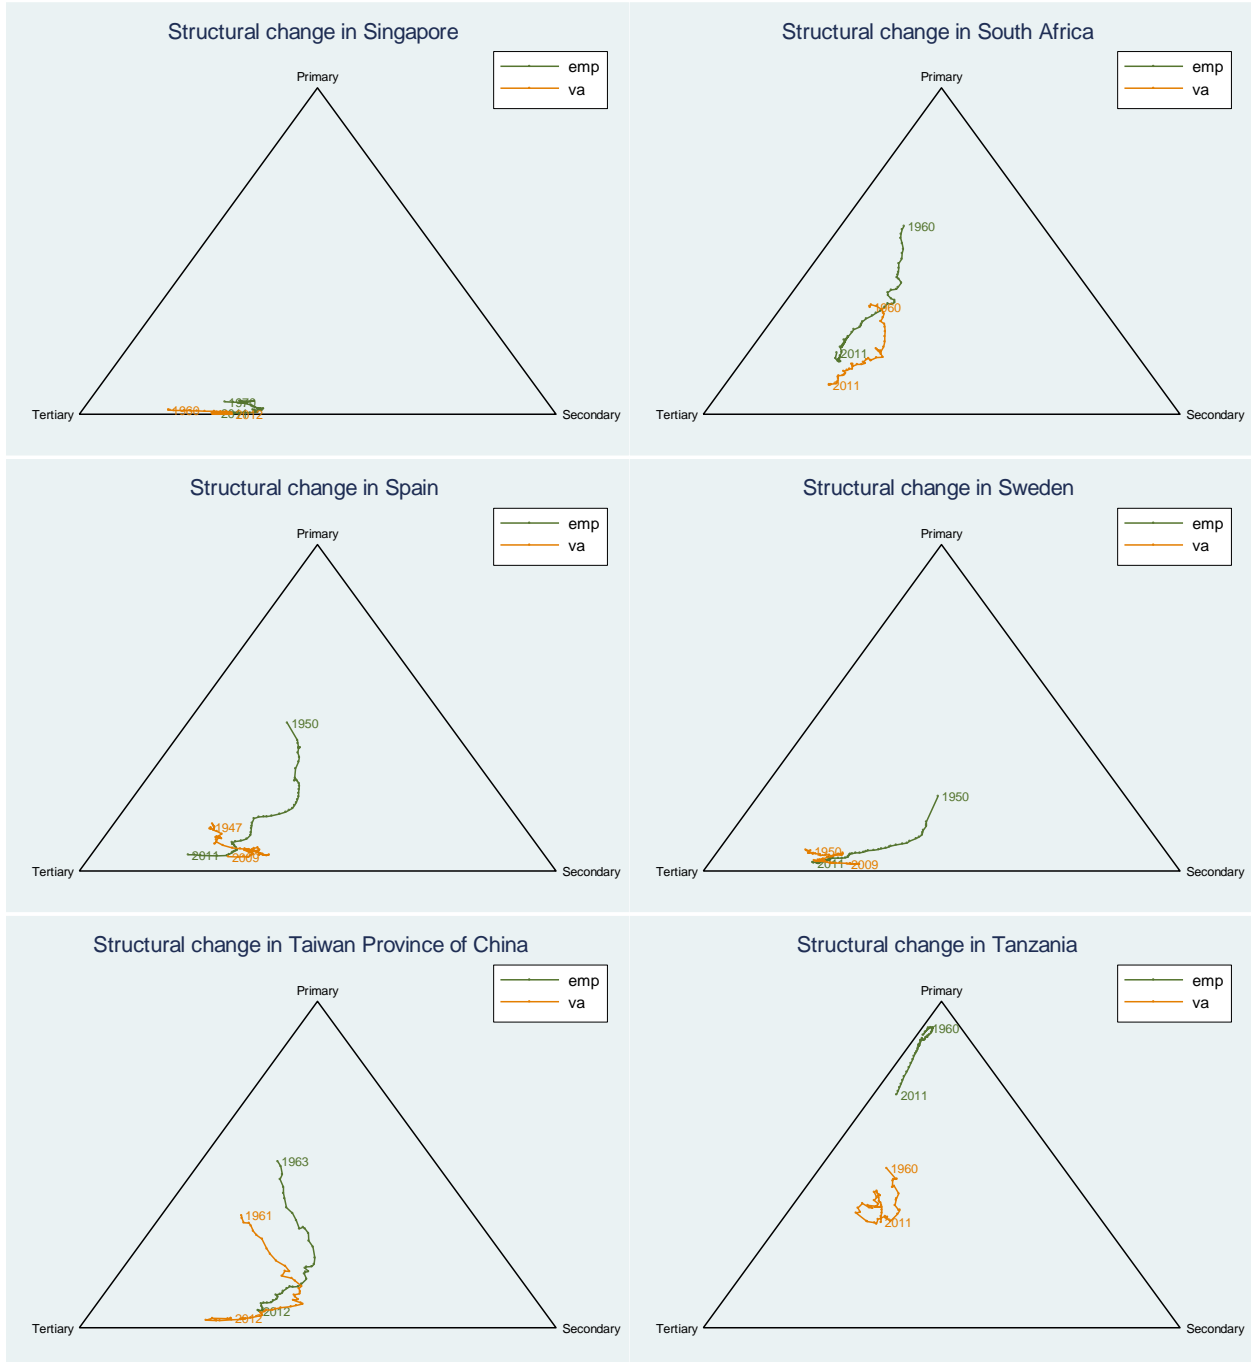 Structural change in Singapore
emp
va
Primary
1970
1960
2011
2012
Tertiary
Secondary
Structural change in South Africa
emp
va
Primary
1960
1960
2011
2011
Tertiary
Secondary
Structural change in Spain
emp
va
Primary
1950
1947
2011
2009
Tertiary
Secondary
Structural change in Sweden
emp
va
Primary
1950
1950
2011
2009
Tertiary
Secondary
Structural change in Taiwan Province of China
emp
va
Primary
1963
1961
2012
2012
Tertiary
Secondary
Structural change in Tanzania
emp
va
Primary
1960
2011
1960
2011
Tertiary
Secondary